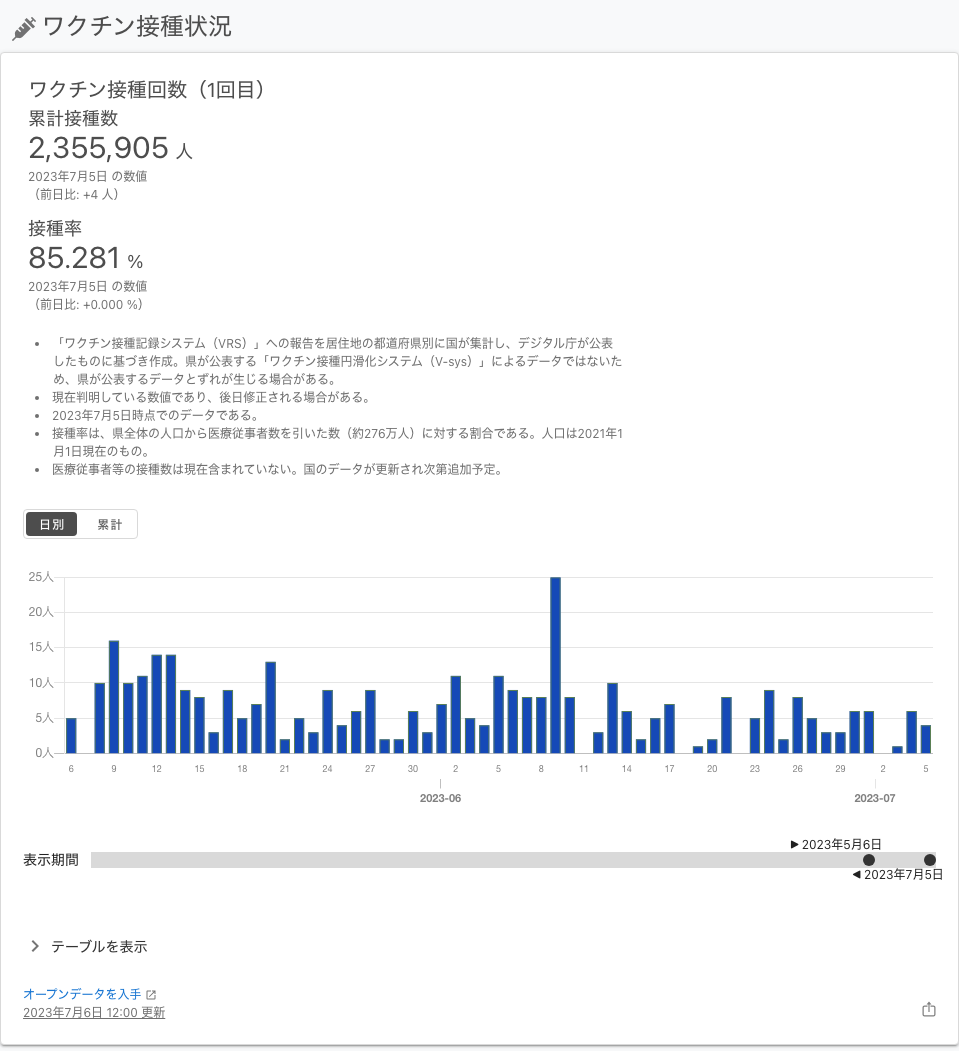 ワクチン接種状況
ワクチン接種回数（1回目）
累計接種数
2,355,905 人
2023年7月5日 の数値
（前日比: +4 人）
接種率
85.281 %
2023年7月5日 の数値
（前日比: +0.000 %）
• 「ワクチン接種記録システム（VRS）」への報告を居住地の都道府県別に国が集計し、デジタル庁が公表
したものに基づき作成。県が公表する「ワクチン接種円滑化システム（V-sys）」によるデータではないた
め、県が公表するデータとずれが生じる場合がある。
• 現在判明している数値であり、後日修正される場合がある。
• 2023年7月5日時点でのデータである。
• 接種率は、県全体の人口から医療従事者数を引いた数（約276万人）に対する割合である。人口は2021年1
月1日現在のもの。
• 医療従事者等の接種数は現在含まれていない。国のデータが更新され次第追加予定。
日別 累計
25人
20人
15人
10人
5人
0人
6 9 12 15 18 21 24 27 30 2 5 8 11 14 17 20 23 26 29 2 5
2023-06 2023-07
▶ 2023年5月6日
表示期間
◀ 2023年7月5日
テーブルを表示
オープンデータを入手
2023年7月6日 12:00 更新